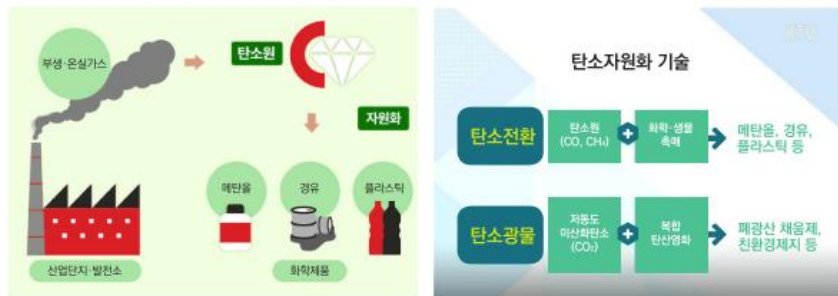 부생·온실가스
탄소원
자원화
메탄올
경유
플라스틱
산업단지·발전소
화학제품
KTV
탄소자원화 기술
탄소전환
탄소원
(CO, CH₄)
화학·생물
촉매
메탄올, 경유,
플라스틱 등
탄소광물
저농도
이산화탄소
(CO₂)
복합
탄산염화
폐광산 채움제,
친환경제지 등